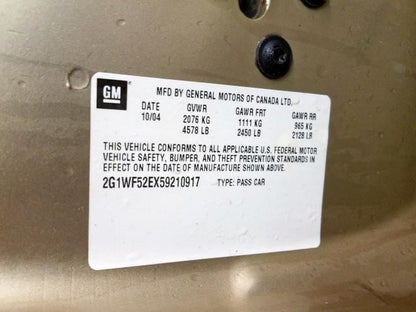 GM
MFD BY GENERAL MOTORS OF CANADA LTD.
DATE GVWR GAWR FRT GAWR RR
10/04 2076 KG 1111 KG 965 KG
4578 LB 2450 LB 2128 LB
THIS VEHICLE CONFORMS TO ALL APPLICABLE U.S. FEDERAL MOTOR
VEHICLE SAFETY, BUMPER, AND THEFT PREVENTION STANDARDS IN
EFFECT ON THE DATE OF MANUFACTURE SHOWN ABOVE.
2G1WF52EX59210917 TYPE: PASS CAR